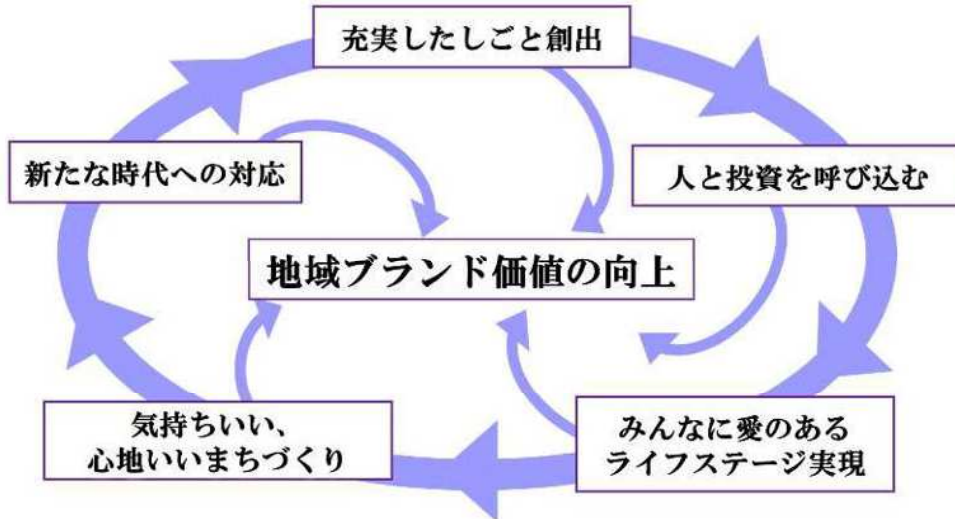 充実したしごと創出
新たな時代への対応
人と投資を呼び込む
地域ブランド価値の向上
気持ちいい、
心地いいまちづくり
みんなに愛のある
ライフステージ実現